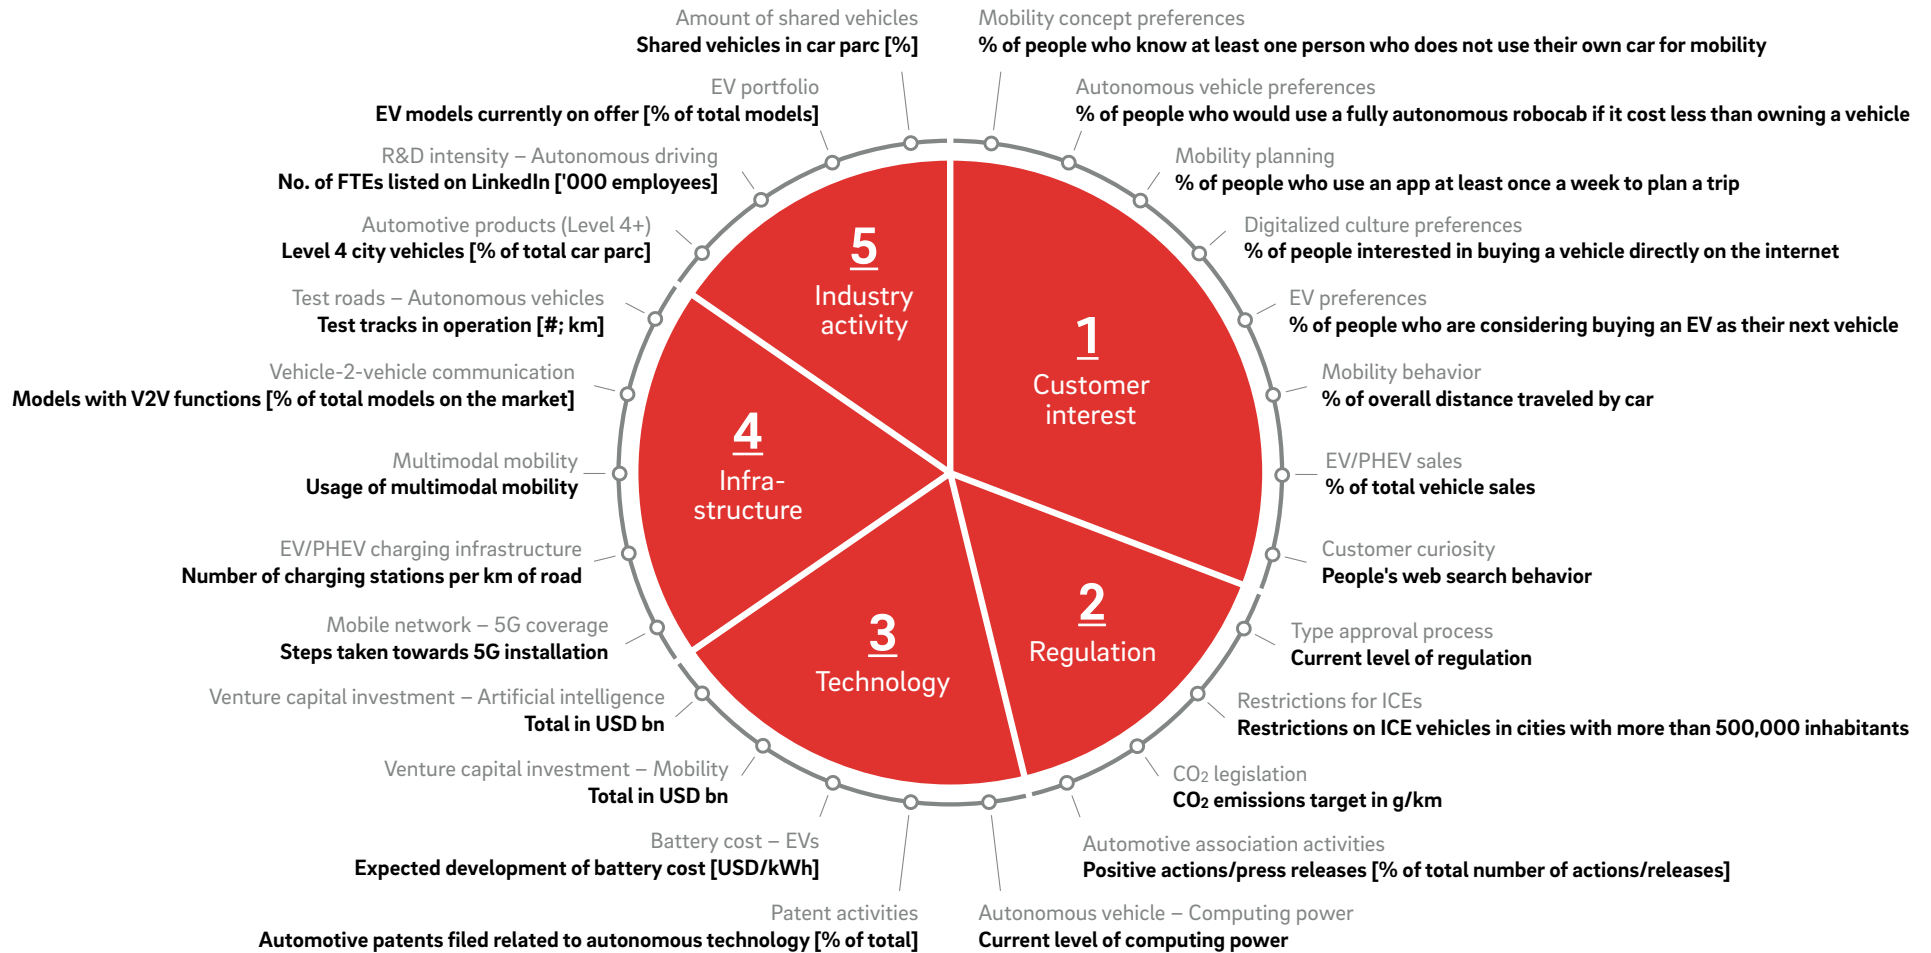 Amount of shared vehicles
Shared vehicles in car parc [%]
Mobility concept preferences
% of people who know at least one person who does not use their own car for mobility
EV portfolio
EV models currently on offer [% of total models]
Autonomous vehicle preferences
% of people who would use a fully autonomous robocab if it cost less than owning a vehicle
R&D intensity – Autonomous driving
No. of FTEs listed on LinkedIn ['000 employees]
Mobility planning
% of people who use an app at least once a week to plan a trip
Automotive products (Level 4+)
Level 4 city vehicles [% of total car parc]
Digitalized culture preferences
% of people interested in buying a vehicle directly on the internet
Test roads – Autonomous vehicles
Test tracks in operation [#; km]
EV preferences
% of people who are considering buying an EV as their next vehicle
Vehicle-2-vehicle communication
Models with V2V functions [% of total models on the market]
Mobility behavior
% of overall distance traveled by car
Multimodal mobility
Usage of multimodal mobility
EV/PHEV sales
% of total vehicle sales
EV/PHEV charging infrastructure
Number of charging stations per km of road
Customer curiosity
People's web search behavior
Mobile network – 5G coverage
Steps taken towards 5G installation
Type approval process
Current level of regulation
Venture capital investment – Artificial intelligence
Total in USD bn
Restrictions for ICEs
Restrictions on ICE vehicles in cities with more than 500,000 inhabitants
Venture capital investment – Mobility
Total in USD bn
CO2 legislation
CO2 emissions target in g/km
Battery cost – EVs
Expected development of battery cost [USD/kWh]
Automotive association activities
Positive actions/press releases [% of total number of actions/releases]
Patent activities
Automotive patents filed related to autonomous technology [% of total]
Autonomous vehicle – Computing power
Current level of computing power
1
Customer
interest
2
Regulation
3
Technology
4
Infra-
structure
5
Industry
activity